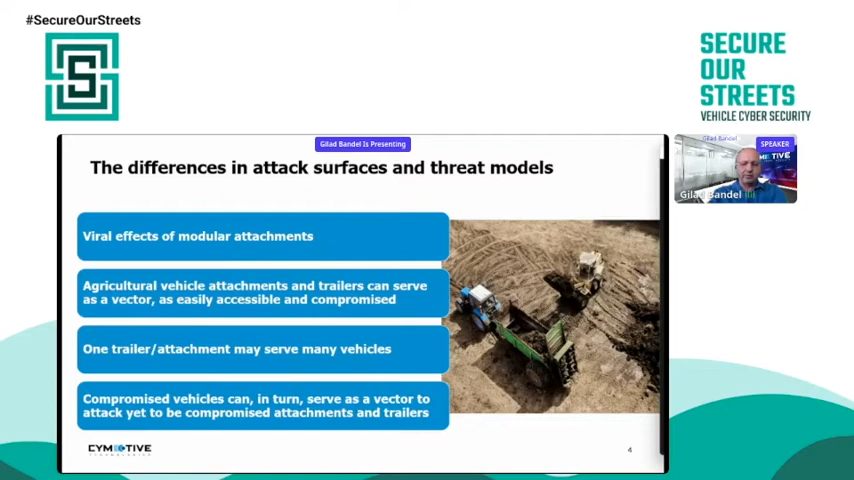 #SecureOurStreets
SECURE
OUR
STREETS
VEHICLE CYBER SECURITY
Gilad Bandel Is Presenting
Gilad Bandel
SPEAKER
Gilad Bandel
The differences in attack surfaces and threat models
Viral effects of modular attachments
Agricultural vehicle attachments and trailers can serve
as a vector, as easily accessible and compromised
One trailer/attachment may serve many vehicles
Compromised vehicles can, in turn, serve as a vector to
attack yet to be compromised attachments and trailers
CYMOTIVE
TECHNOLOGIES
4